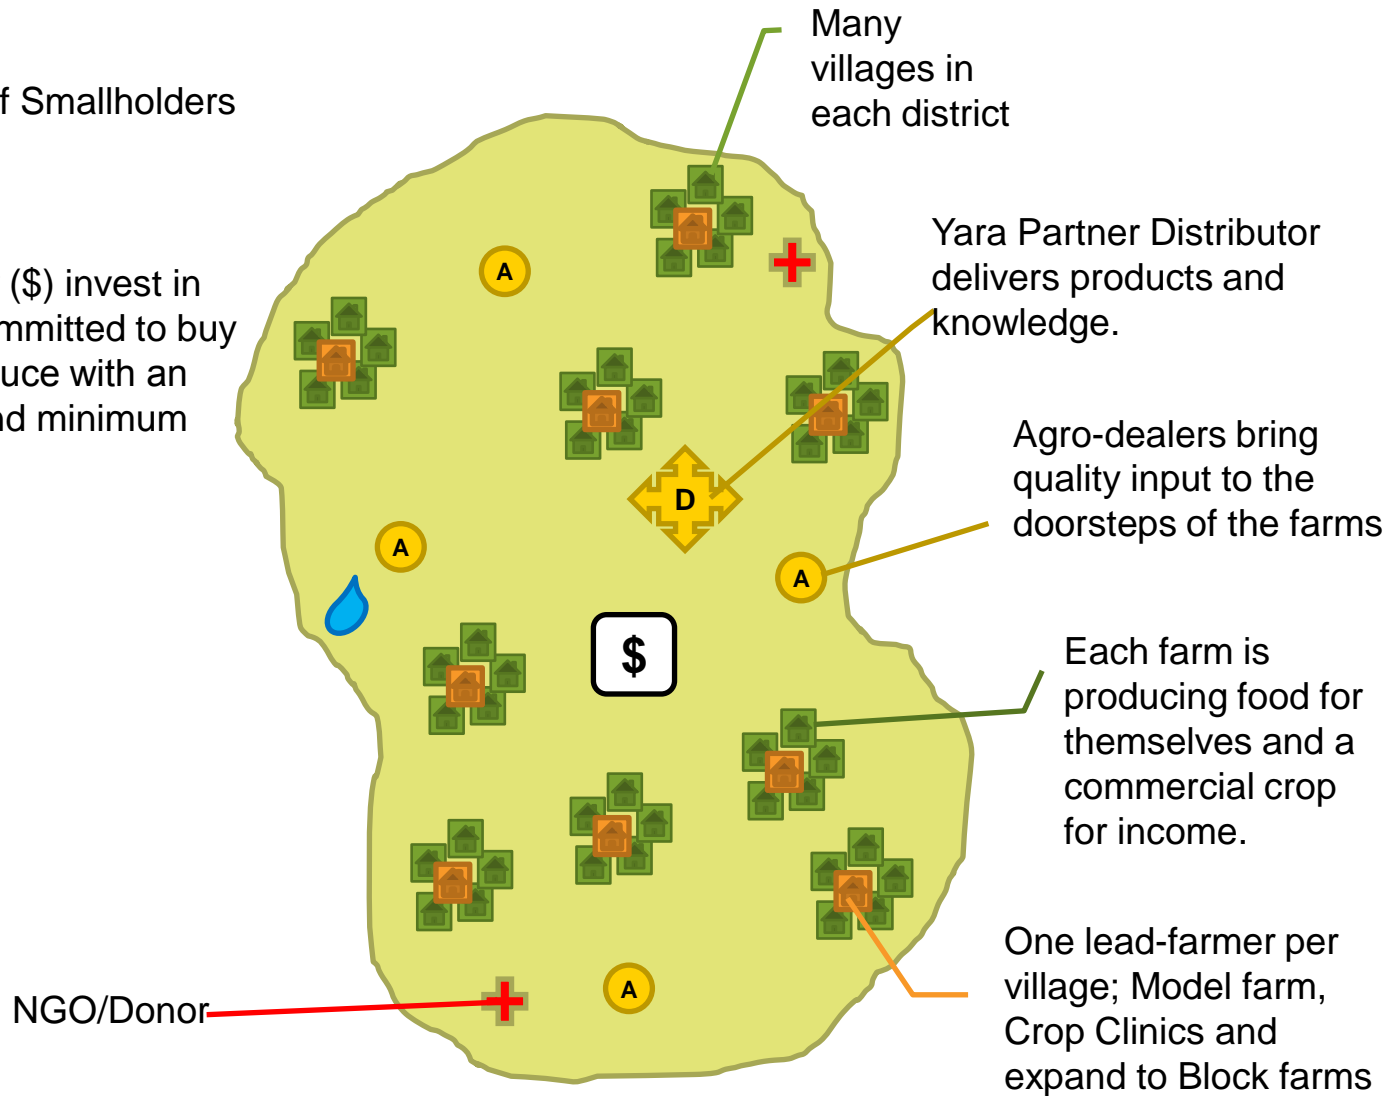 Many
villages in
each district
f Smallholders
Yara Partner Distributor
delivers products and
knowledge.
($) invest in
mmitted to buy
uce with an
nd minimum
A
Agro-dealers bring
quality input to the
doorsteps of the farms
D
A
A
$
Each farm is
producing food for
themselves and a
commercial crop
for income.
One lead-farmer per
village; Model farm,
Crop Clinics and
expand to Block farms
A
NGO/Donor